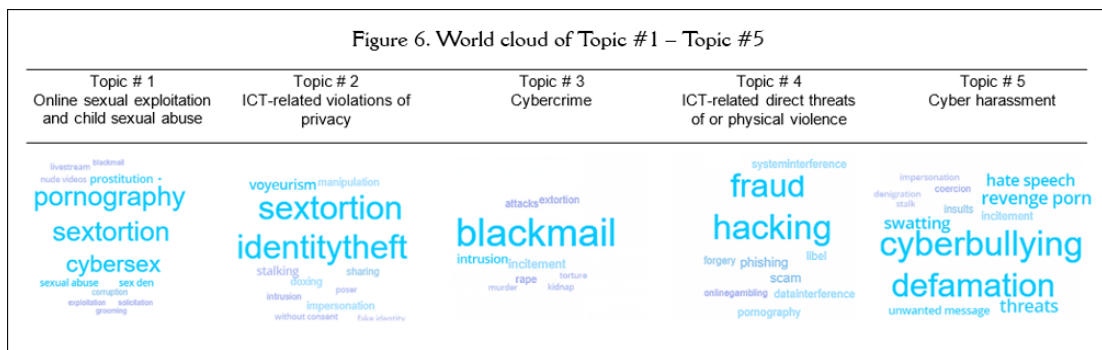 Figure 6. World cloud of Topic #1 – Topic #5
Topic # 1
Online sexual exploitation
and child sexual abuse
Topic # 2
ICT-related violations of
privacy
Topic # 3
Cybercrime
Topic # 4
ICT-related direct threats
of or physical violence
Topic # 5
Cyber harassment
livestream blackmail
nude videos prostitution -
pornography
sextortion
cybersex
sexual abuse sex den
corruption
exploitation solicitation
grooming
voyeurism manipulation
sextortion
identitytheft
stalking sharing
doxing
poser
intrusion
impersonation
without consent fake identity
attacks extortion
blackmail
intrusion incitement
rape torture
murder kidnap
systeminterference
fraud
hacking
forgery phishing libel
scam
onlinegambling datainterference
pornography
impersonation hate speech
denigration coercion revenge porn
stalk
insults incitement
swatting
cyberbullying
defamation
unwanted message threats